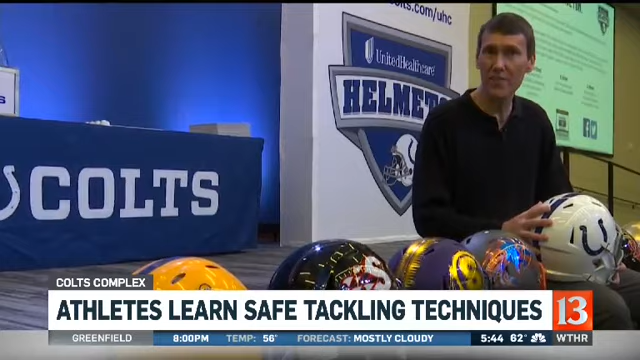 colts.com/uhc
UnitedHealthcare
HELMETS
COLTS
COLTS COMPLEX
ATHLETES LEARN SAFE TACKLING TECHNIQUES
13
GREENFIELD
8:00PM
TEMP: 56°
FORECAST: MOSTLY CLOUDY
5:44 62°
WTHR